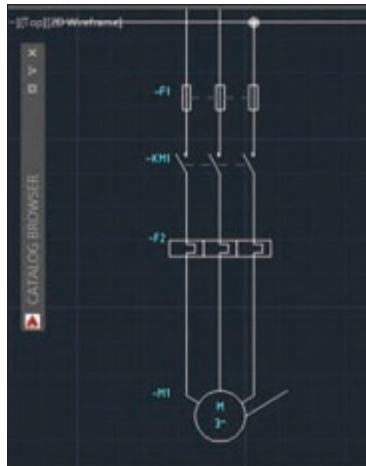 -][Top][2D Wireframe]
-F1
-KM1
-F2
-M1
M
3~
CATALOG BROWSER